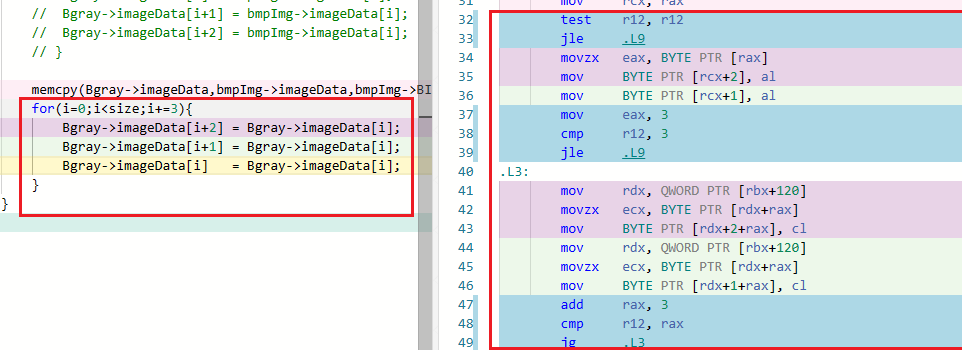 //  Bgray->imageData[i+1] = bmpImg->imageData[i];
//  Bgray->imageData[i+2] = bmpImg->imageData[i];
// }
memcpy(Bgray->imageData,bmpImg->imageData,bmpImg->BI
for(i=0;i<size;i+=3){
    Bgray->imageData[i+2] = Bgray->imageData[i];
    Bgray->imageData[i+1] = Bgray->imageData[i];
    Bgray->imageData[i]   = Bgray->imageData[i];
}
}
31 mov rcx, rax
32 test r12, r12
33 jle .L9
34 movzx eax, BYTE PTR [rax]
35 mov BYTE PTR [rcx+2], al
36 mov BYTE PTR [rcx+1], al
37 mov eax, 3
38 cmp r12, 3
39 jle .L9
40 .L3:
41 mov rdx, QWORD PTR [rbx+120]
42 movzx ecx, BYTE PTR [rdx+rax]
43 mov BYTE PTR [rdx+2+rax], cl
44 mov rdx, QWORD PTR [rbx+120]
45 movzx ecx, BYTE PTR [rdx+rax]
46 mov BYTE PTR [rdx+1+rax], cl
47 add rax, 3
48 cmp r12, rax
49 jg .L3